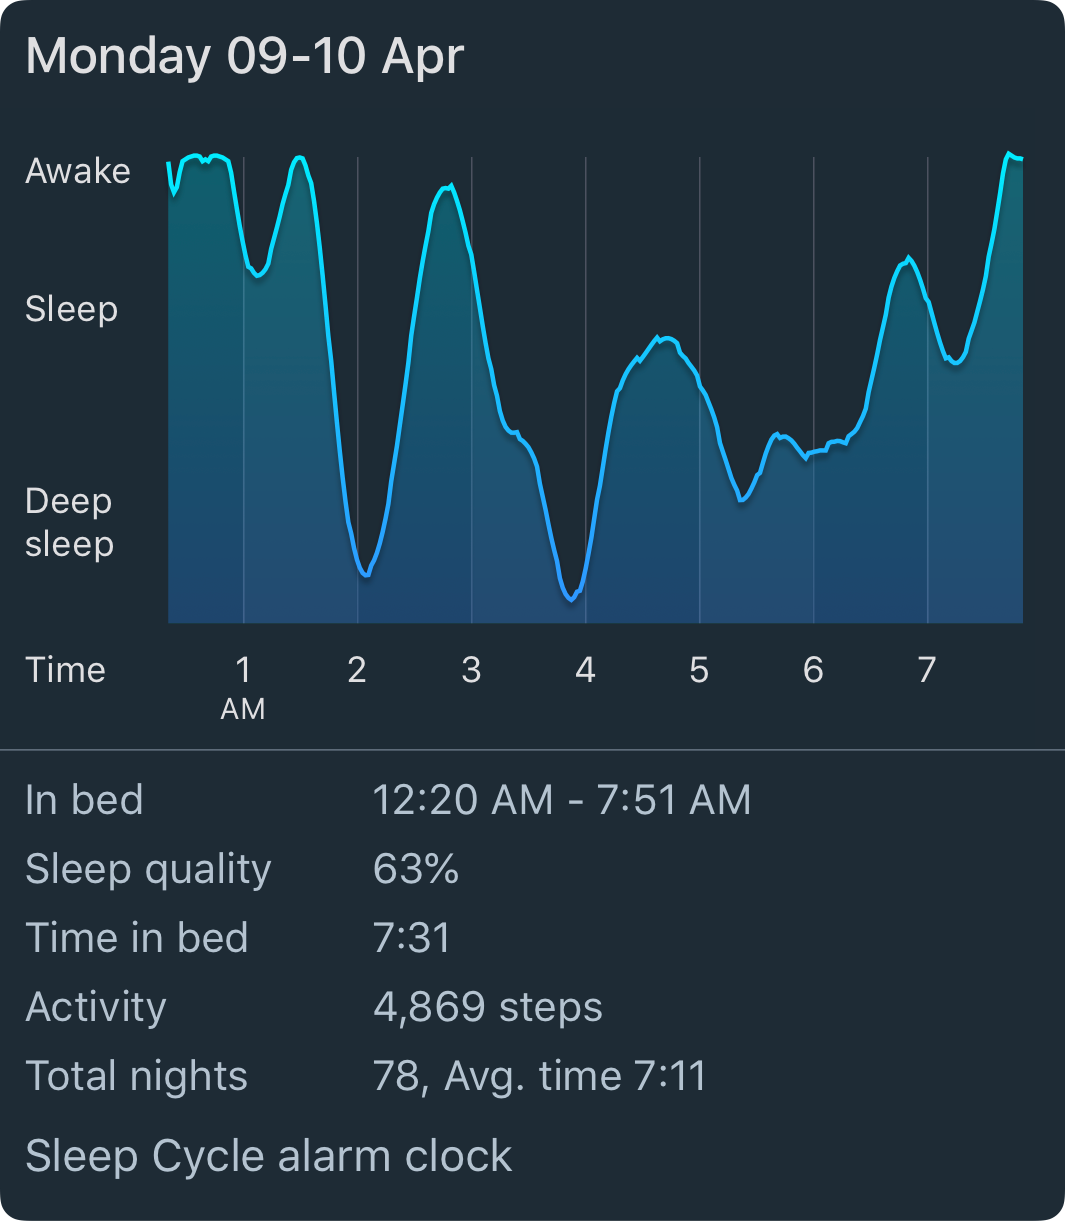 Monday 09-10 Apr
Awake
Sleep
Deep
sleep
Time 1 2 3 4 5 6 7
AM
In bed 12:20 AM - 7:51 AM
Sleep quality 63%
Time in bed 7:31
Activity 4,869 steps
Total nights 78, Avg. time 7:11
Sleep Cycle alarm clock